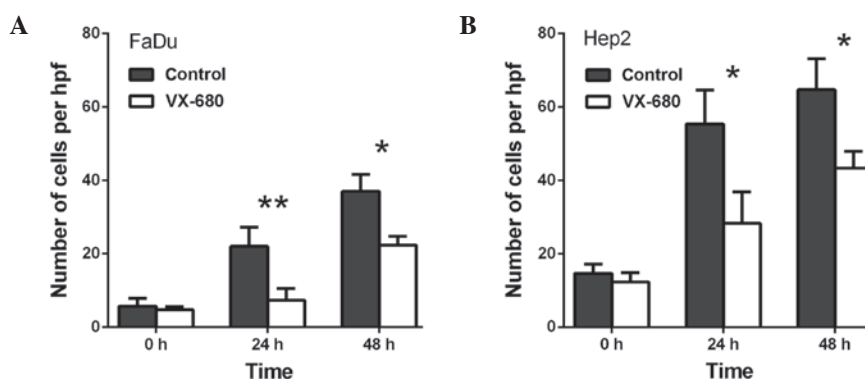 A
FaDu
Control
VX-680
**
*
Number of cells per hpf
80
60
40
20
0
0 h
24 h
48 h
Time
B
Hep2
Control
VX-680
*
*
Number of cells per hpf
80
60
40
20
0
0 h
24 h
48 h
Time